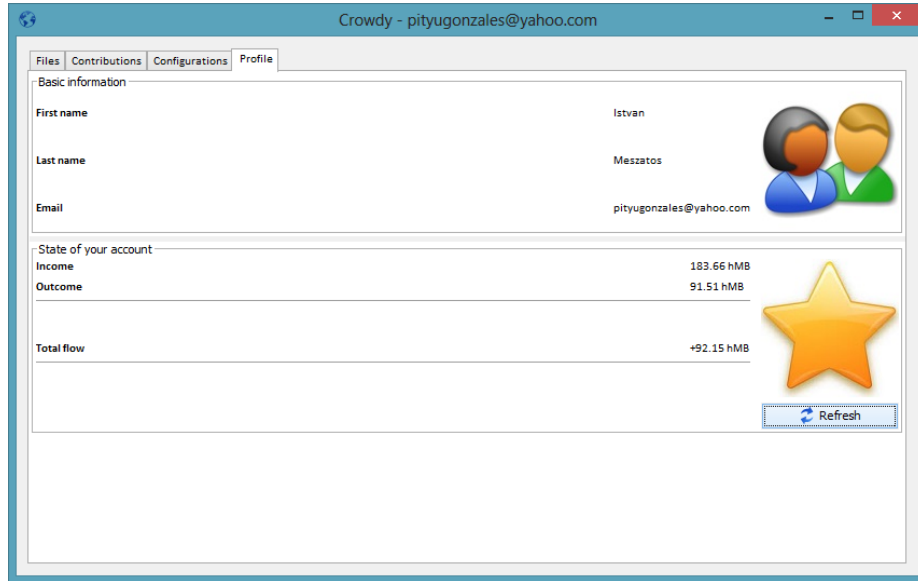 Crowdy - pityugonzales@yahoo.com
Files Contributions Configurations Profile
Basic information
First name Istvan
Last name Meszatos
Email pityugonzales@yahoo.com
State of your account
Income 183.66 hMB
Outcome 91.51 hMB
Total flow +92.15 hMB
Refresh